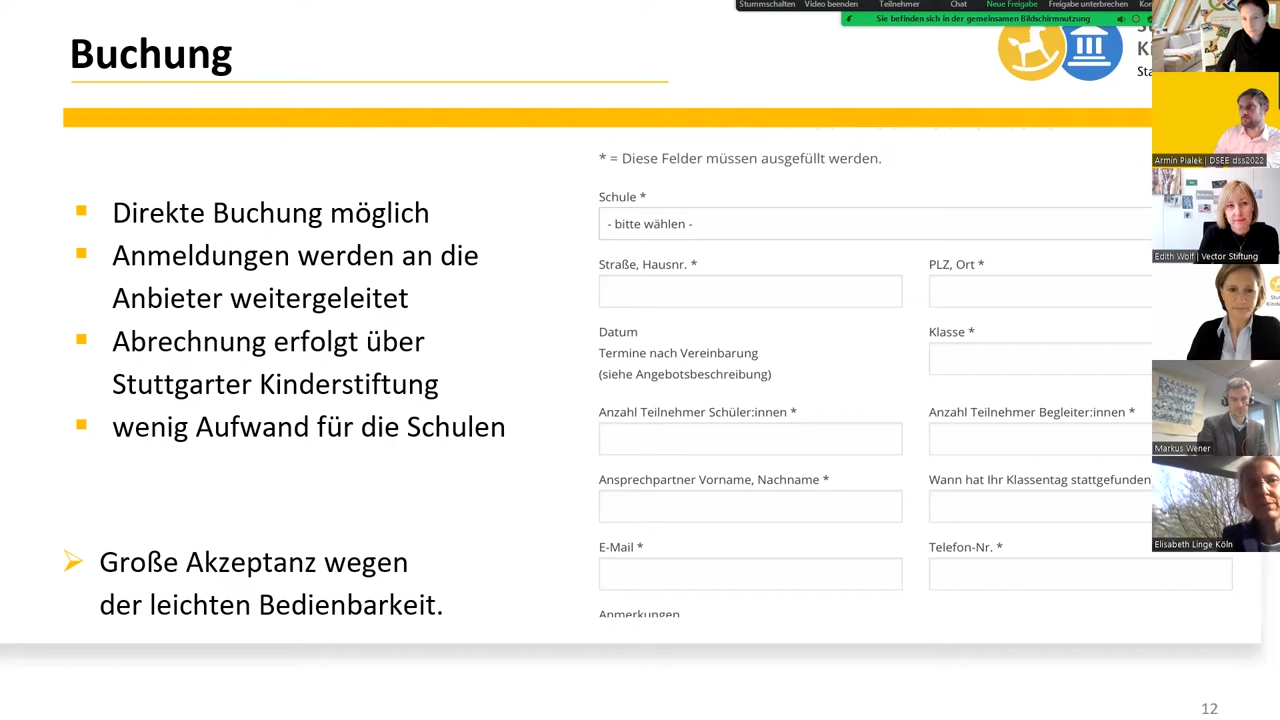 Stummschalten Video beenden Teilnehmer Chat Neue Freigabe Freigabe unterbrechen
Sie befinden sich in der gemeinsamen Bildschirmnutzung
Buchung
Direkte Buchung möglich
Anmeldungen werden an die
Anbieter weitergeleitet
Abrechnung erfolgt über
Stuttgarter Kinderstiftung
wenig Aufwand für die Schulen
Große Akzeptanz wegen
der leichten Bedienbarkeit.
* = Diese Felder müssen ausgefüllt werden.
Schule *
- bitte wählen -
Straße, Hausnr. * PLZ, Ort *
Datum Klasse *
Termine nach Vereinbarung
(siehe Angebotsbeschreibung)
Anzahl Teilnehmer Schüler:innen * Anzahl Teilnehmer Begleiter:innen *
Ansprechpartner Vorname, Nachname * Wann hat Ihr Klassentag stattgefunden
E-Mail * Telefon-Nr. *
Anmerkungen
Armin Pialek | DSEE dss2022
Edith Wolf | Vector Stiftung
Markus Wener
Elisabeth Linge Köln
12